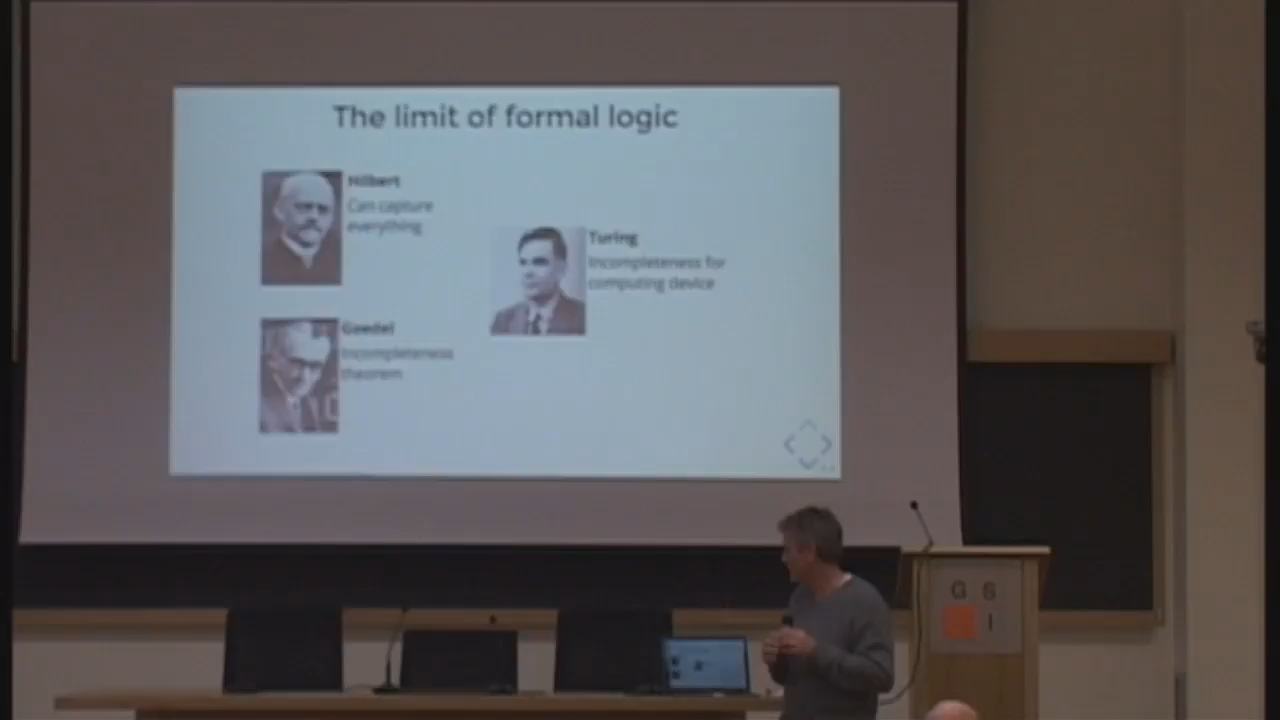 The limit of formal logic
Hilbert
Can capture
everything
Turing
Incompleteness for
computing device
Goedel
Incompleteness
theorem
G S
I